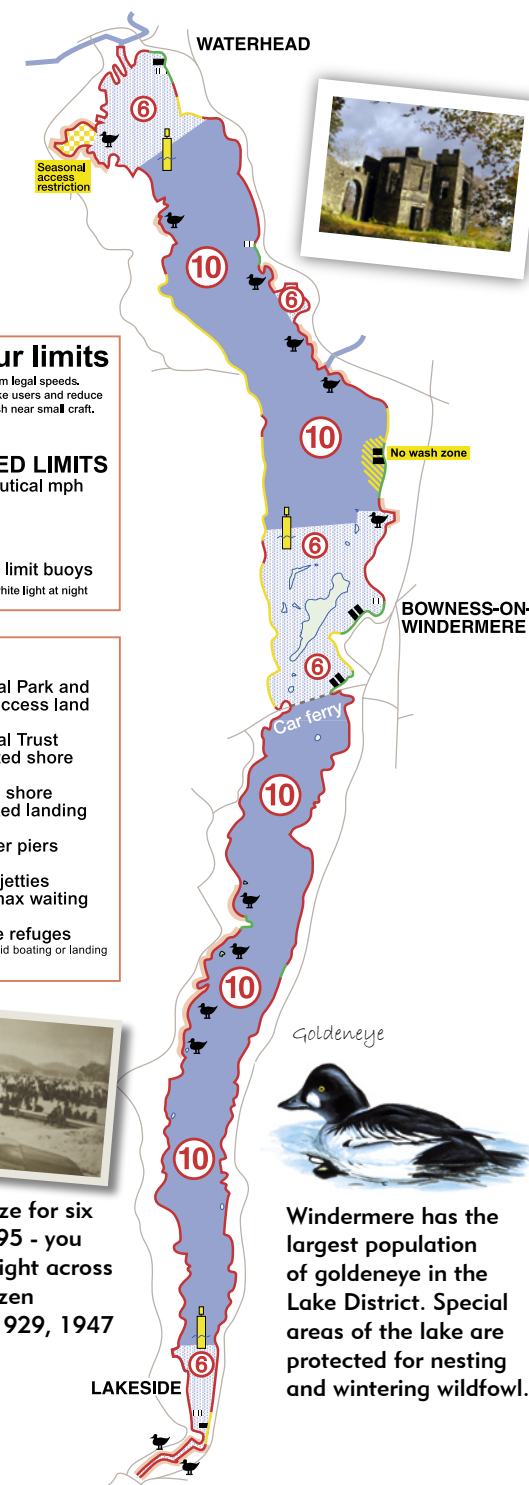 WATERHEAD
6
Seasonal
access
restriction
10
6
ur limits
m legal speeds.
ke users and reduce
sh near small craft.
10
No wash zone
ED LIMITS
utical mph
6
limit buoys
hite light at night
BOWNESS-ON-
WINDERMERE
6
Car ferry
al Park and
ccess land
al Trust
ted shore
shore
ed landing
er piers
jetties
nax waiting
e refuges
id boating or landing
10
10
Goldeneye
10
ze for six
95 - you
ight across
zen
929, 1947
Windermere has the
largest population
of goldeneye in the
Lake District. Special
areas of the lake are
protected for nesting
and wintering wildfowl.
6
LAKESIDE